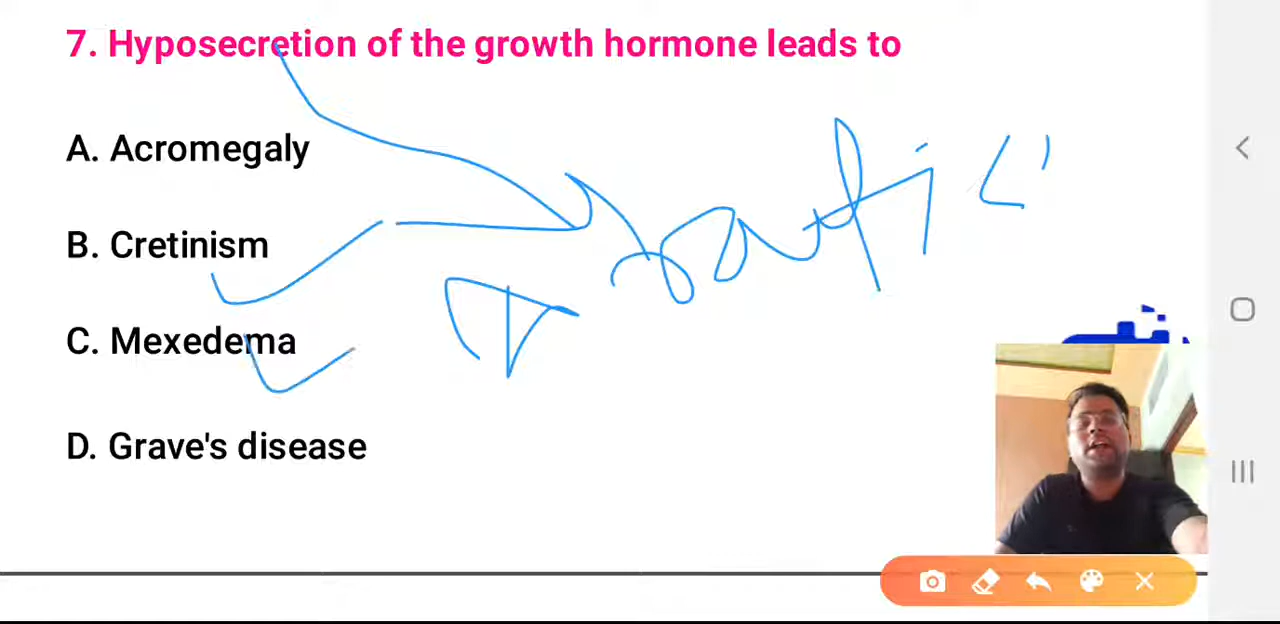 7. Hyposecretion of the growth hormone leads to
A. Acromegaly
B. Cretinism
C. Mexedema
D. Grave's disease